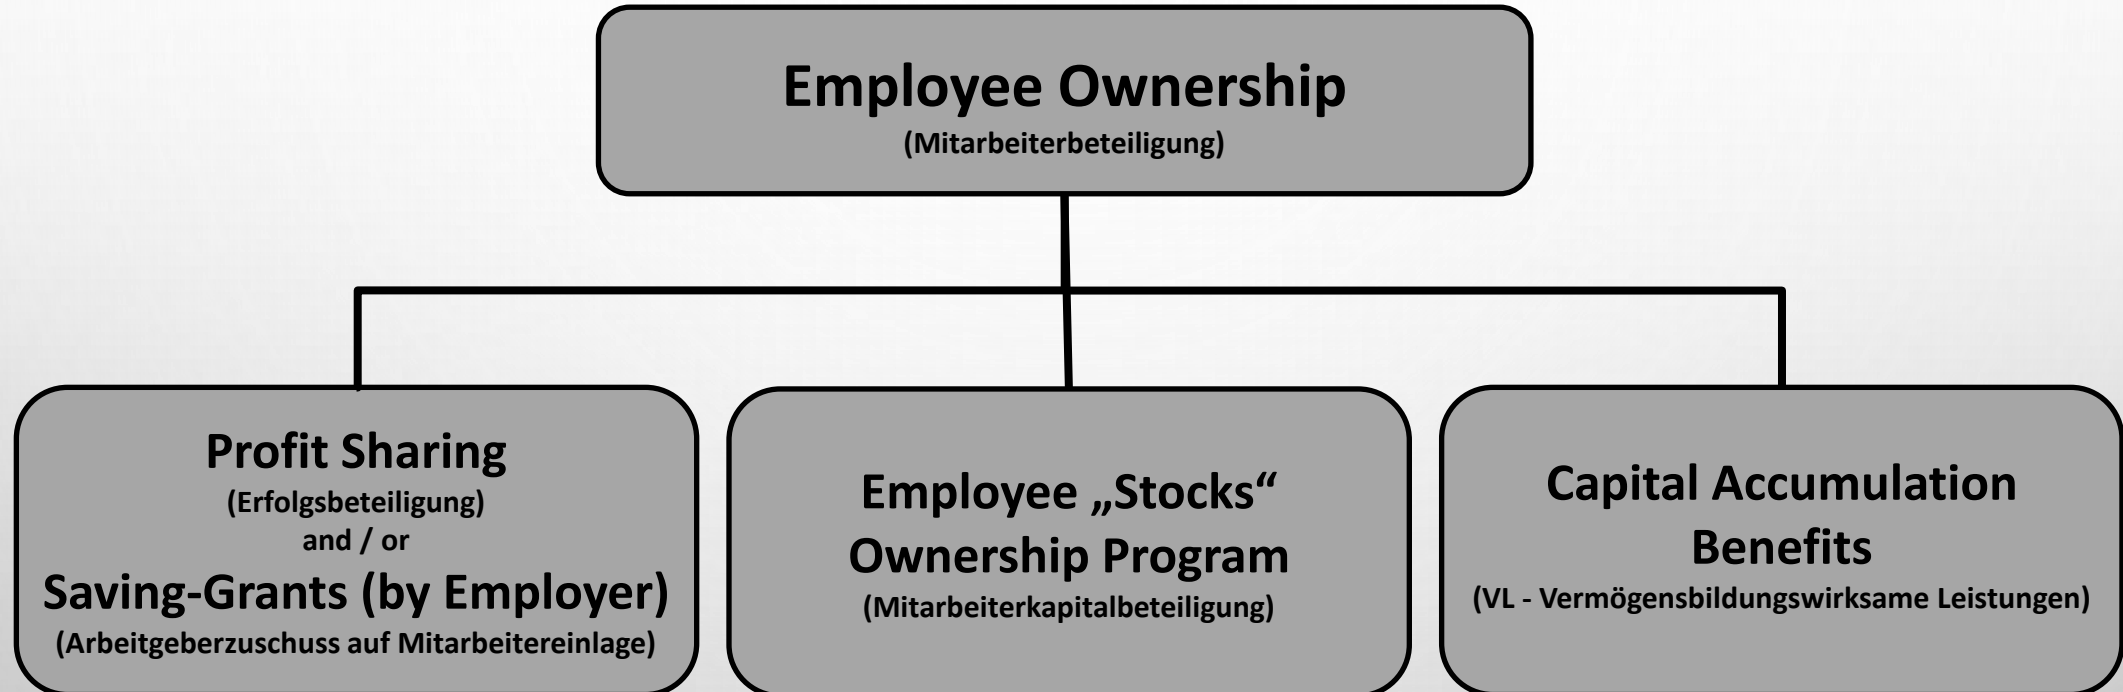 Employee Ownership
(Mitarbeiterbeteiligung)
Profit Sharing
(Erfolgsbeteiligung)
and / or
Saving-Grants (by Employer)
(Arbeitgeberzuschuss auf Mitarbeitereinlage)
Employee „Stocks“
Ownership Program
(Mitarbeiterkapitalbeteiligung)
Capital Accumulation
Benefits
(VL - Vermögensbildungswirksame Leistungen)